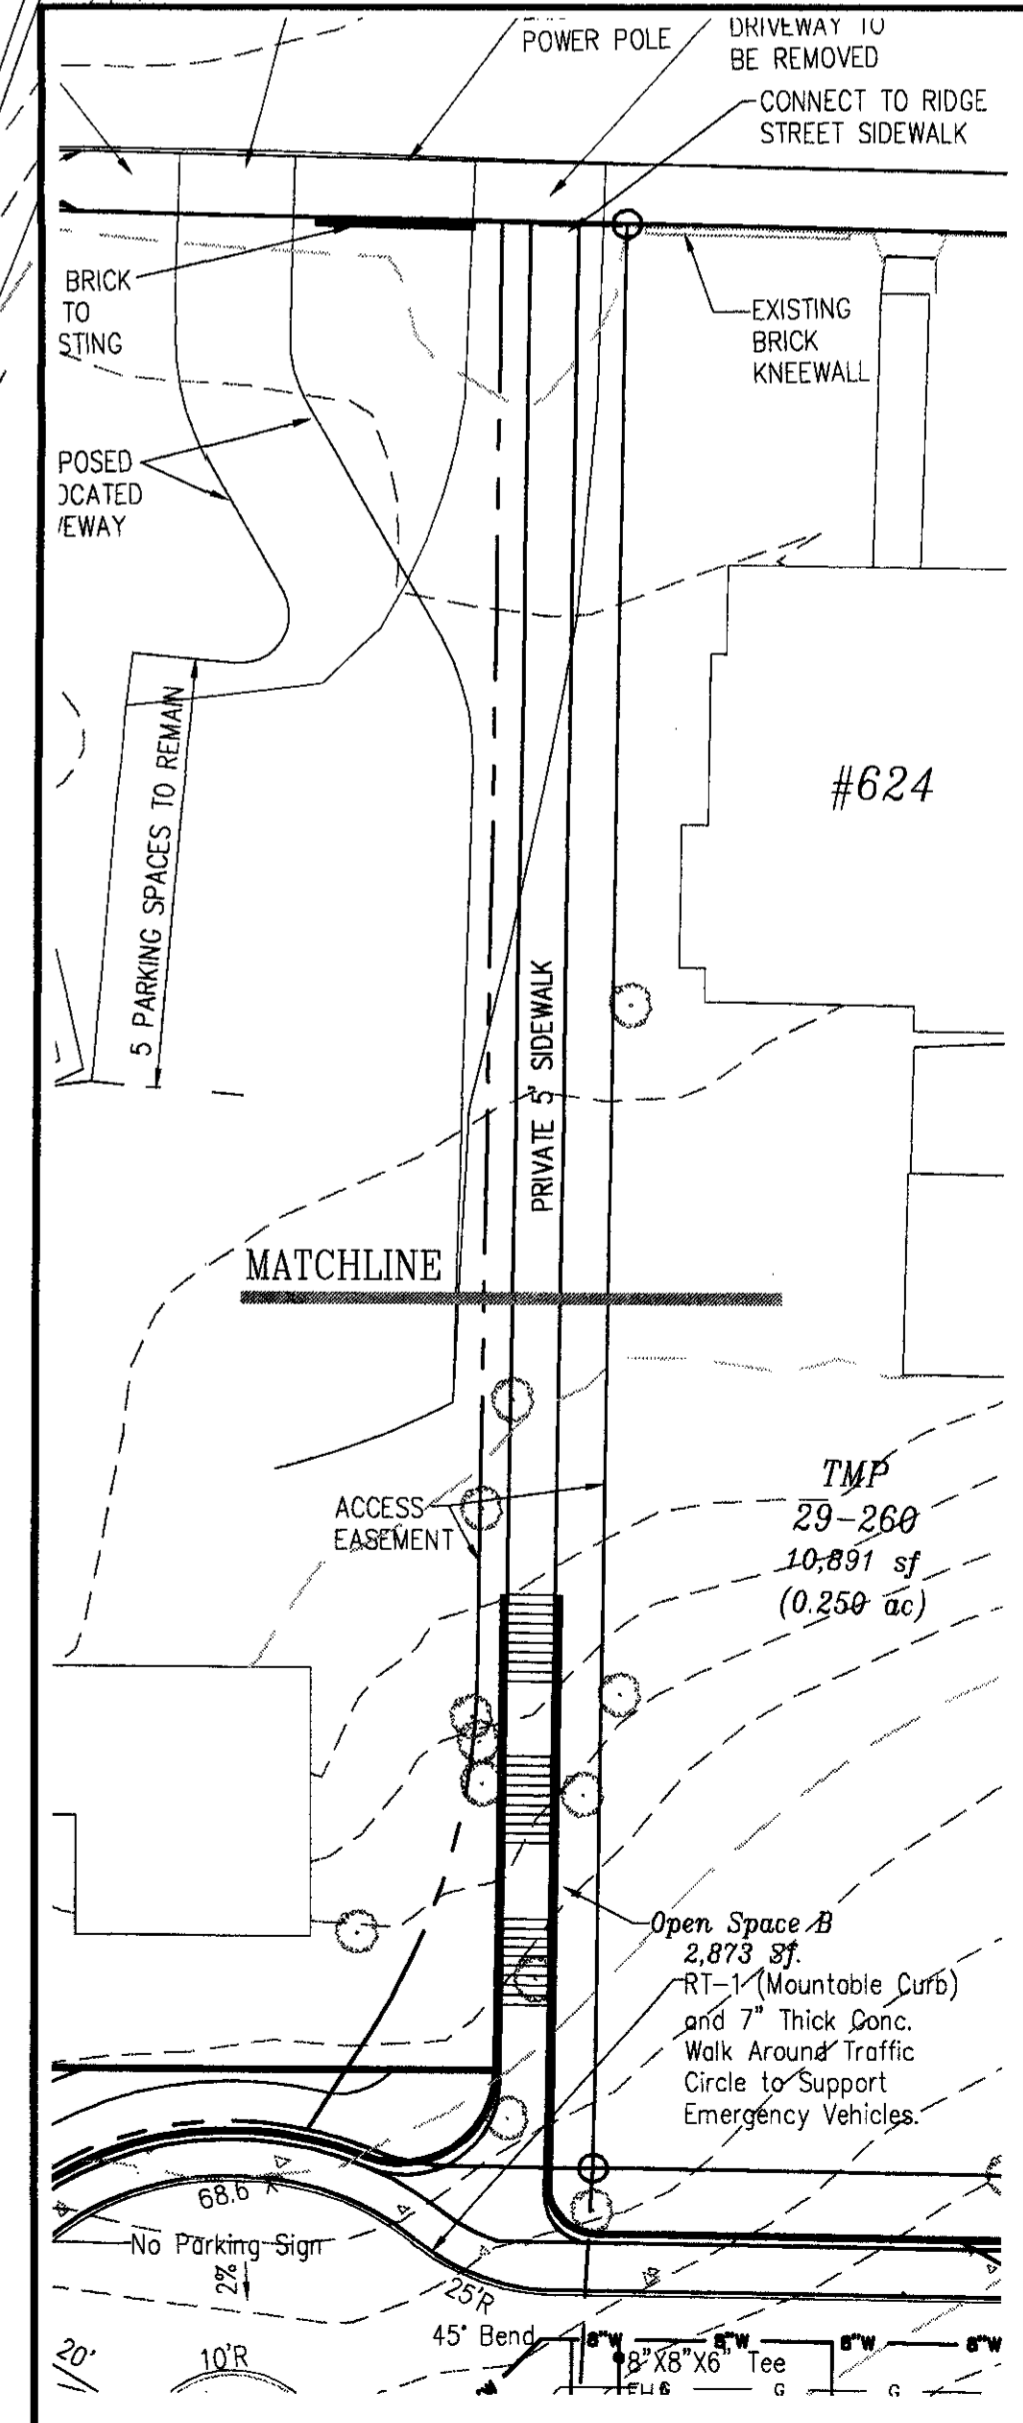 POWER POLE
DRIVEWAY TO
BE REMOVED
CONNECT TO RIDGE
STREET SIDEWALK
BRICK
TO
STING
EXISTING
BRICK
KNEEWALL
POSED
OCATED
VEWAY
5 PARKING SPACES TO REMAIN
#624
PRIVATE 5' SIDEWALK
MATCHLINE
ACCESS
EASEMENT
TMP
29-260
10,891 sf
(0.250 ac)
Open Space B
2,873 Sf.
RT-1 (Mountable Curb)
and 7" Thick Conc.
Walk Around Traffic
Circle to Support
Emergency Vehicles.
68.6
No Parking Sign
2%
25'R
45° Bend
8"W 8"W 8"W 8"W
20'
10'R
8"X8"X6" Tee
G G